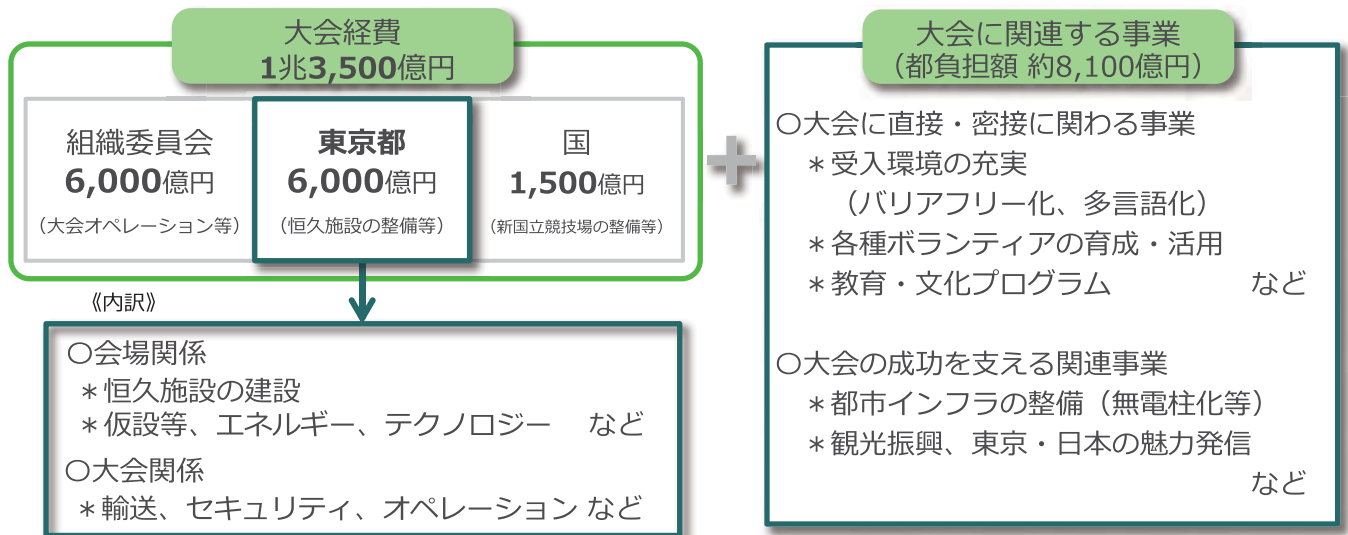 大会経費
1兆3,500億円
組織委員会
6,000億円
（大会オペレーション等）
東京都
6,000億円
（恒久施設の整備等）
国
1,500億円
（新国立競技場の整備等）
《内訳》
〇会場関係
＊恒久施設の建設
＊仮設等、エネルギー、テクノロジー　など
〇大会関係
＊輸送、セキュリティ、オペレーション など
+
大会に関連する事業
（都負担額 約8,100億円）
〇大会に直接・密接に関わる事業
＊受入環境の充実
（バリアフリー化、多言語化）
＊各種ボランティアの育成・活用
＊教育・文化プログラム　など
〇大会の成功を支える関連事業
＊都市インフラの整備（無電柱化等）
＊観光振興、東京・日本の魅力発信
など